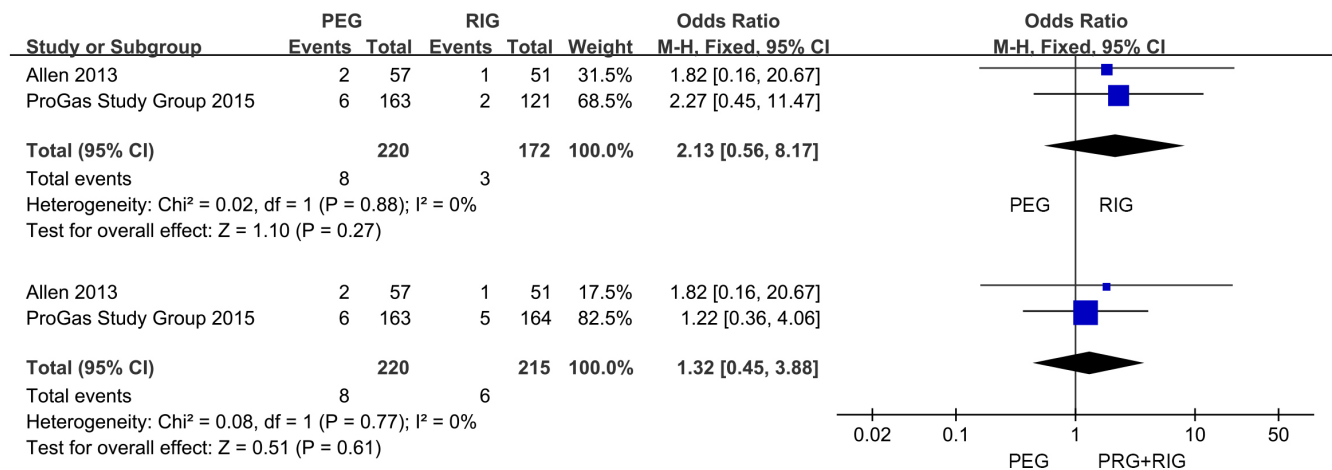 PEG RIG Odds Ratio Odds Ratio
Study or Subgroup Events Total Events Total Weight M-H, Fixed, 95% CI M-H, Fixed, 95% CI
Allen 2013 2 57 1 51 31.5% 1.82 [0.16, 20.67]
ProGas Study Group 2015 6 163 2 121 68.5% 2.27 [0.45, 11.47]
Total (95% CI) 220 172 100.0% 2.13 [0.56, 8.17]
Total events 8 3
Heterogeneity: Chi² = 0.02, df = 1 (P = 0.88); I² = 0%
PEG RIG
Test for overall effect: Z = 1.10 (P = 0.27)
Allen 2013 2 57 1 51 17.5% 1.82 [0.16, 20.67]
ProGas Study Group 2015 6 163 5 164 82.5% 1.22 [0.36, 4.06]
Total (95% CI) 220 215 100.0% 1.32 [0.45, 3.88]
Total events 8 6
Heterogeneity: Chi² = 0.08, df = 1 (P = 0.77); I² = 0%
Test for overall effect: Z = 0.51 (P = 0.61)
0.02 0.1 1 10 50
PEG PRG+RIG